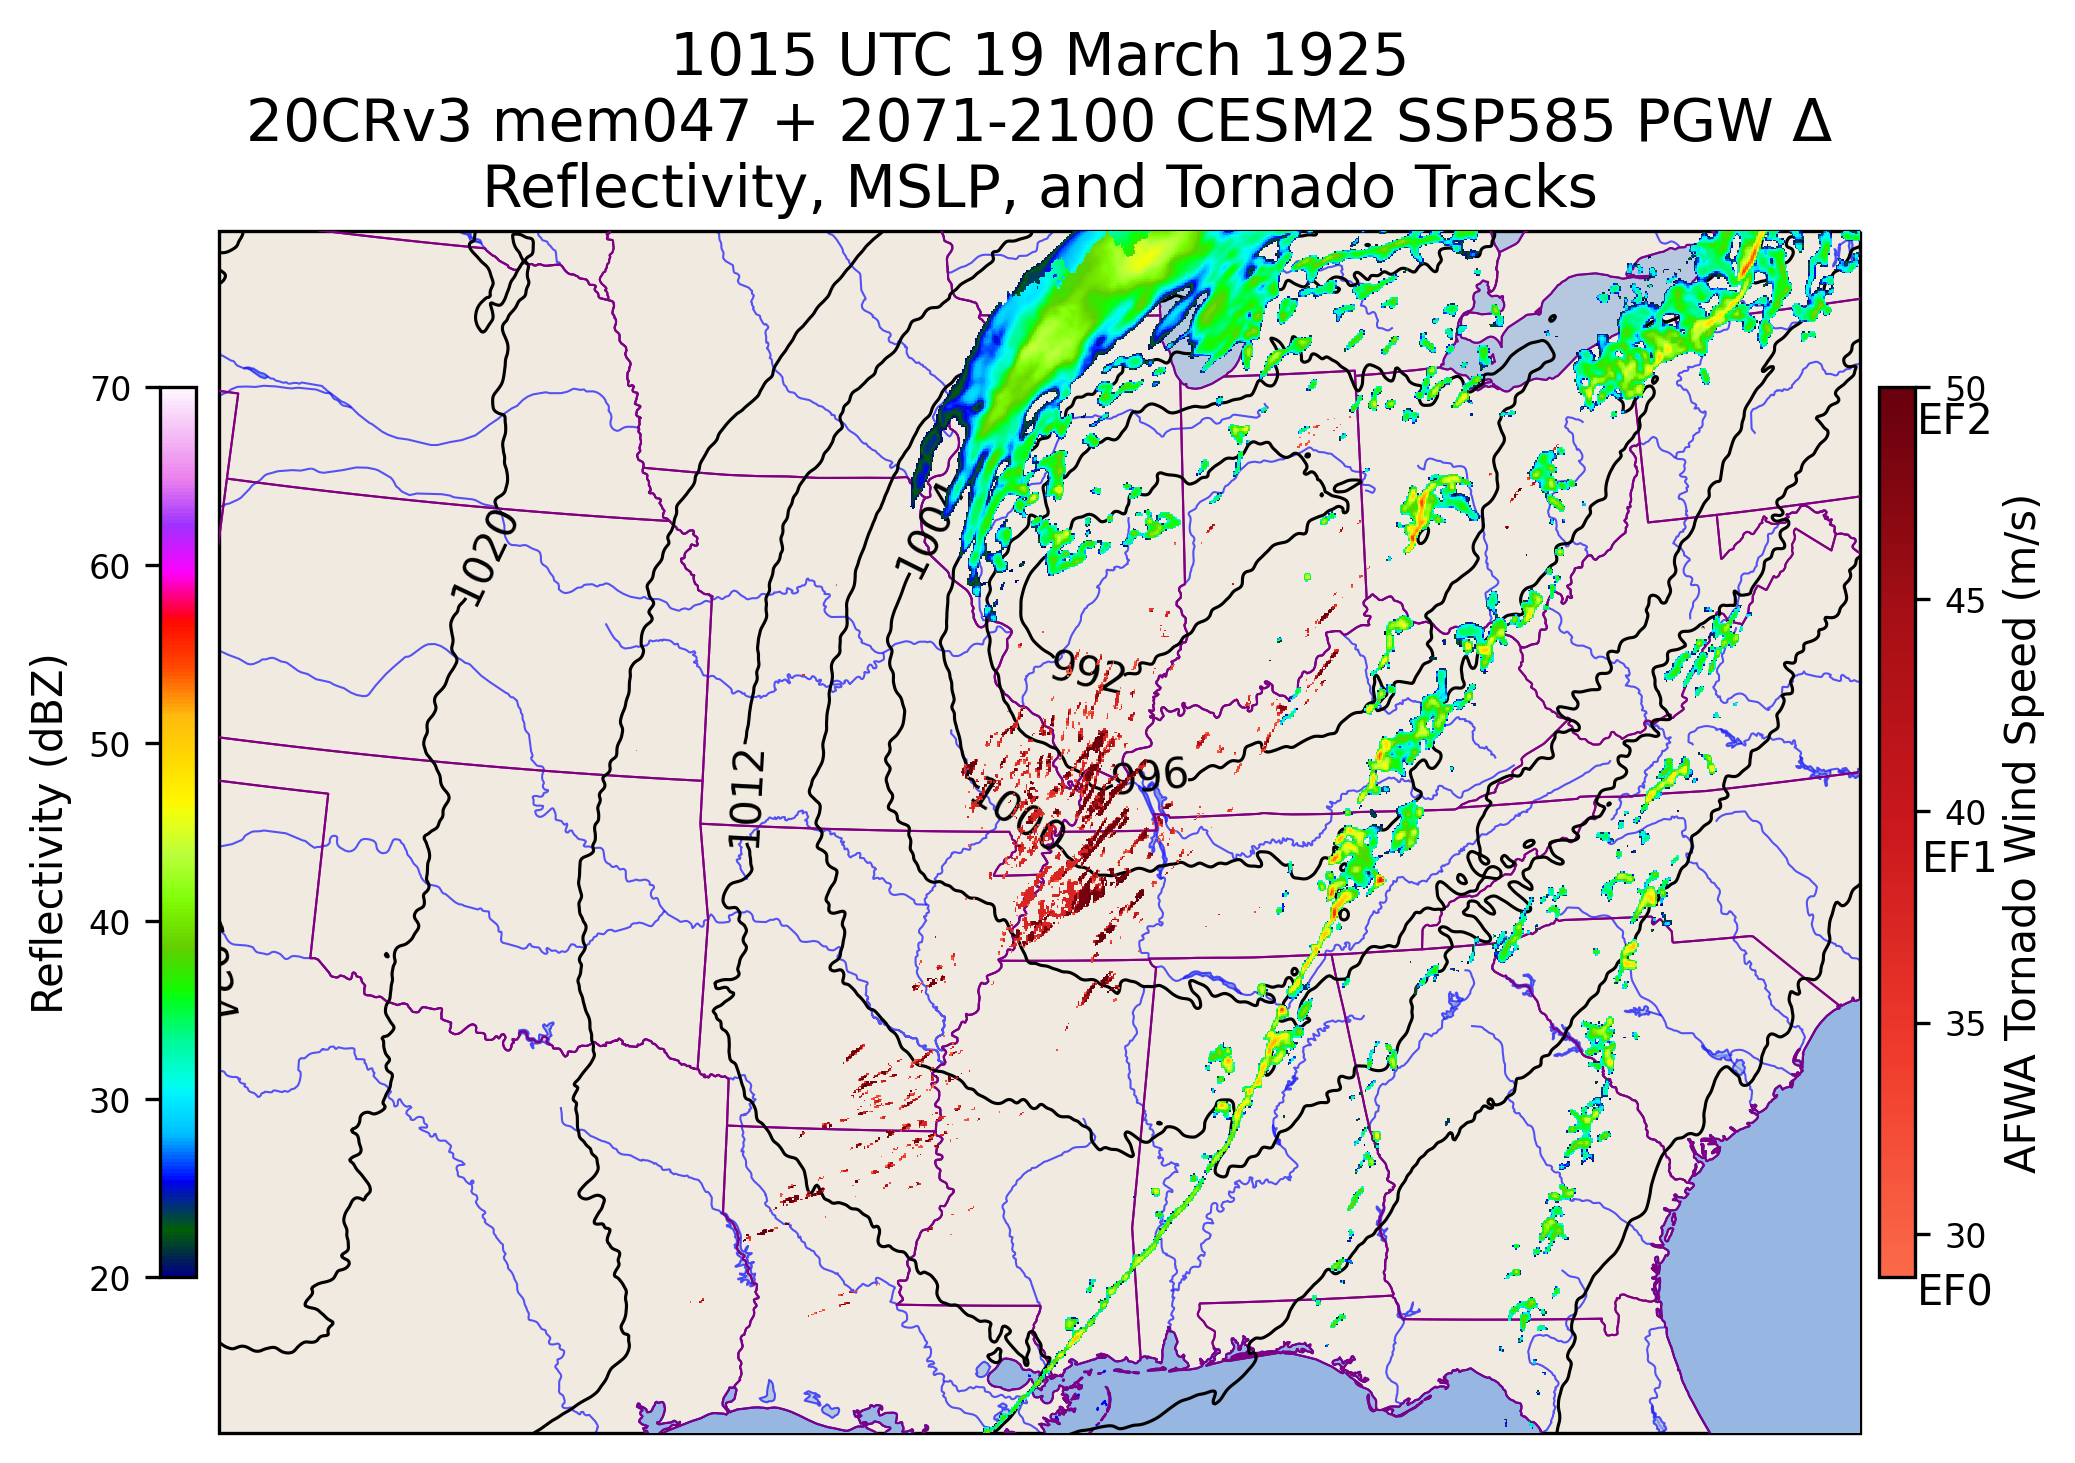 1015 UTC 19 March 1925
20CRv3 mem047 + 2071-2100 CESM2 SSP585 PGW Δ
Reflectivity, MSLP, and Tornado Tracks
Reflectivity (dBZ)
70
60
50
40
30
20
1020
1004
992
996
1000
1012
50
EF2
45
40
EF1
35
30
EF0
AFWA Tornado Wind Speed (m/s)